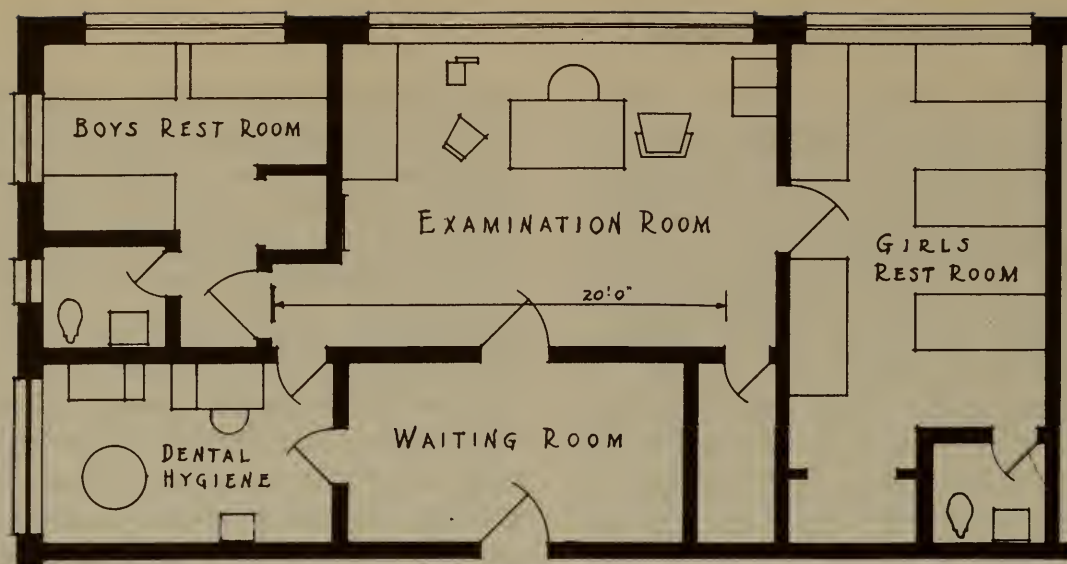 BOYS REST ROOM
EXAMINATION ROOM
GIRLS
REST ROOM
20'0"
WAITING ROOM
DENTAL
HYGIENE